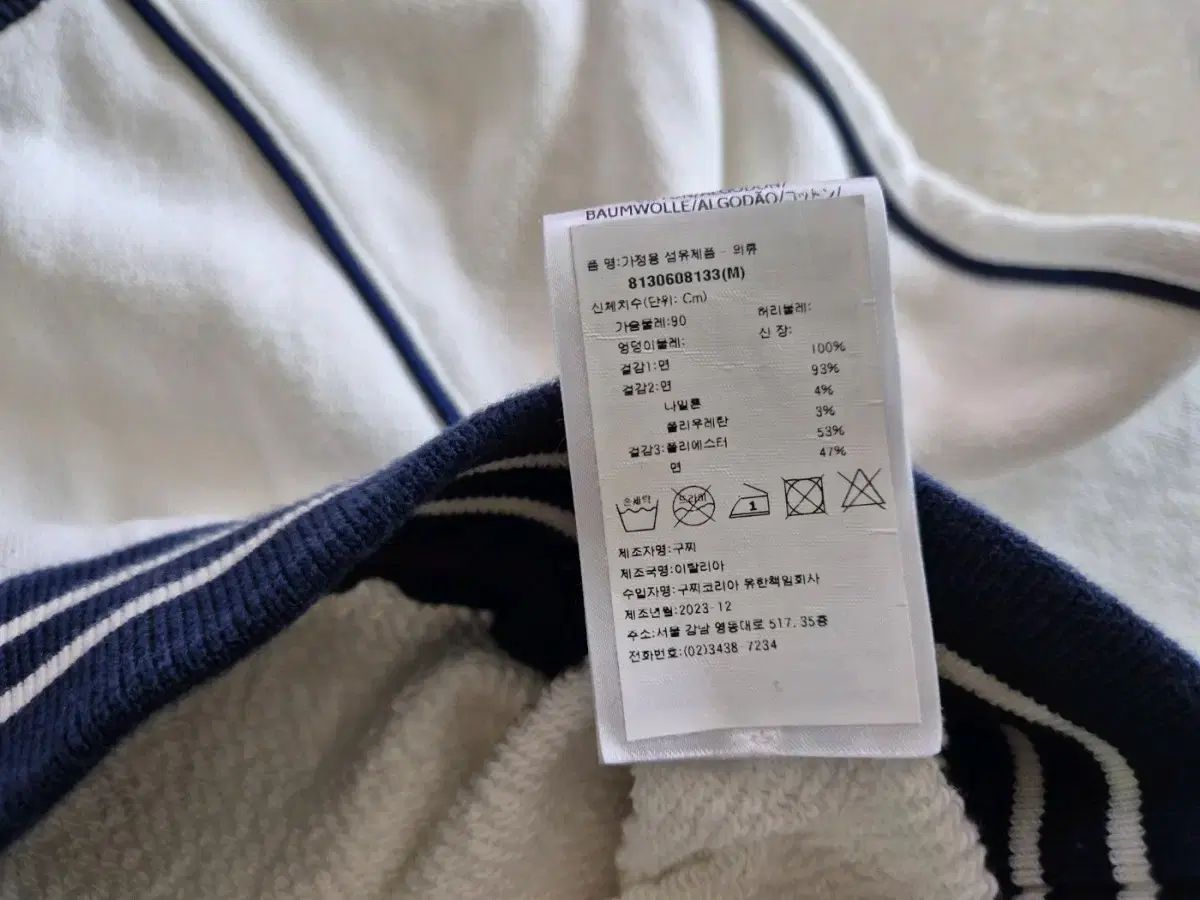 BAUMWOLLE/ALGODÃO/コットン/
품 명:가정용 섬유제품 - 의류
8130608133(M)
신체치수(단위: Cm)
가슴둘레:90 허리둘레:
엉덩이둘레: 신 장:
겉감1:면 100%
겉감2:면 93%
나일론 4%
폴리우레탄 3%
겉감3:폴리에스터 53%
면 47%
손세탁 드라이 1
제조자명:구찌
제조국명:이탈리아
수입자명:구찌코리아 유한책임회사
제조년월:2023-12
주소:서울 강남 영동대로 517, 35층
전화번호:(02)3438-7234